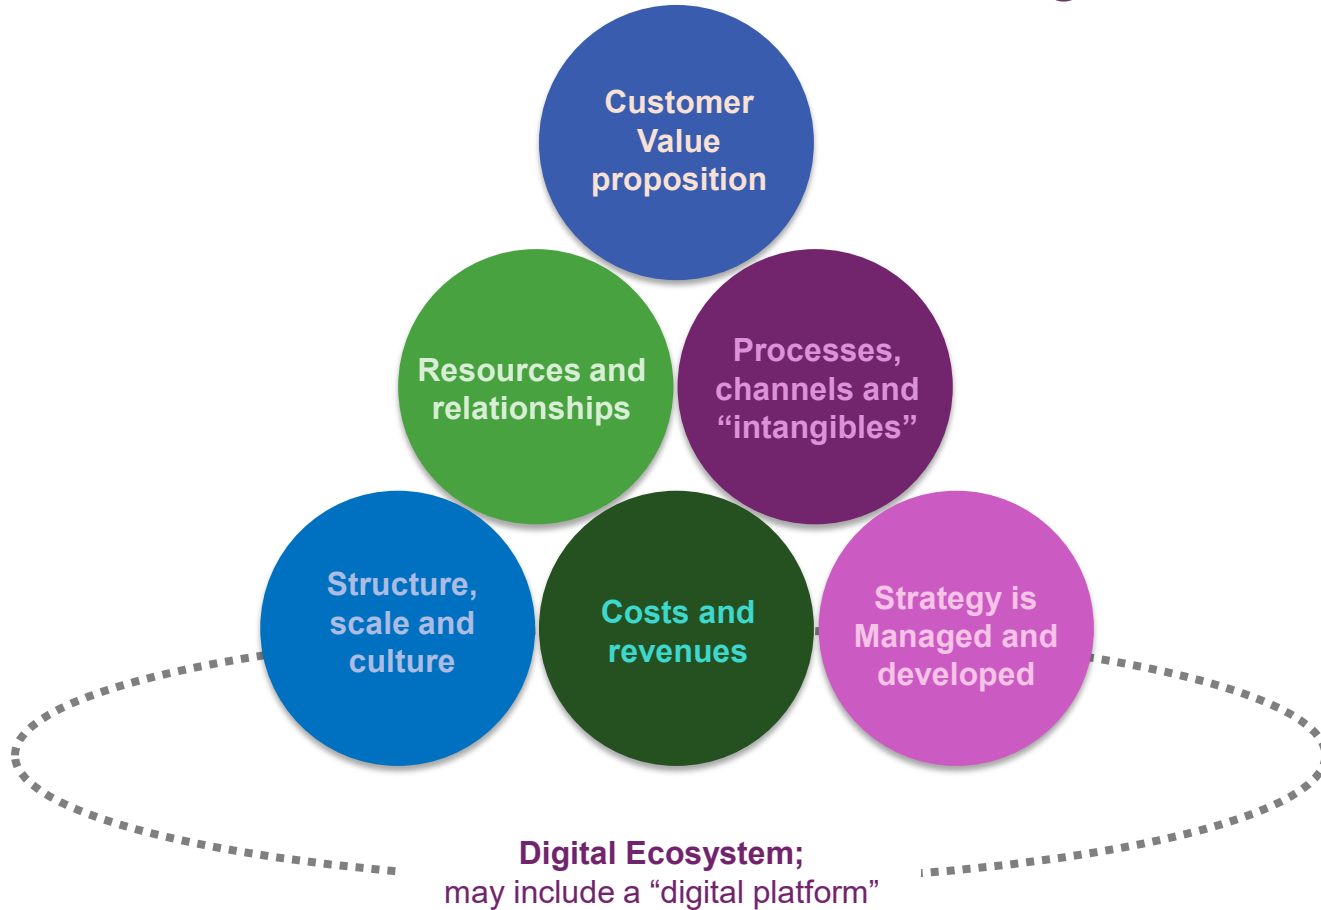 Customer
Value
proposition
Resources and
relationships
Processes,
channels and
“intangibles”
Structure,
scale and
culture
Costs and
revenues
Strategy is
Managed and
developed
Digital Ecosystem;
may include a “digital platform”